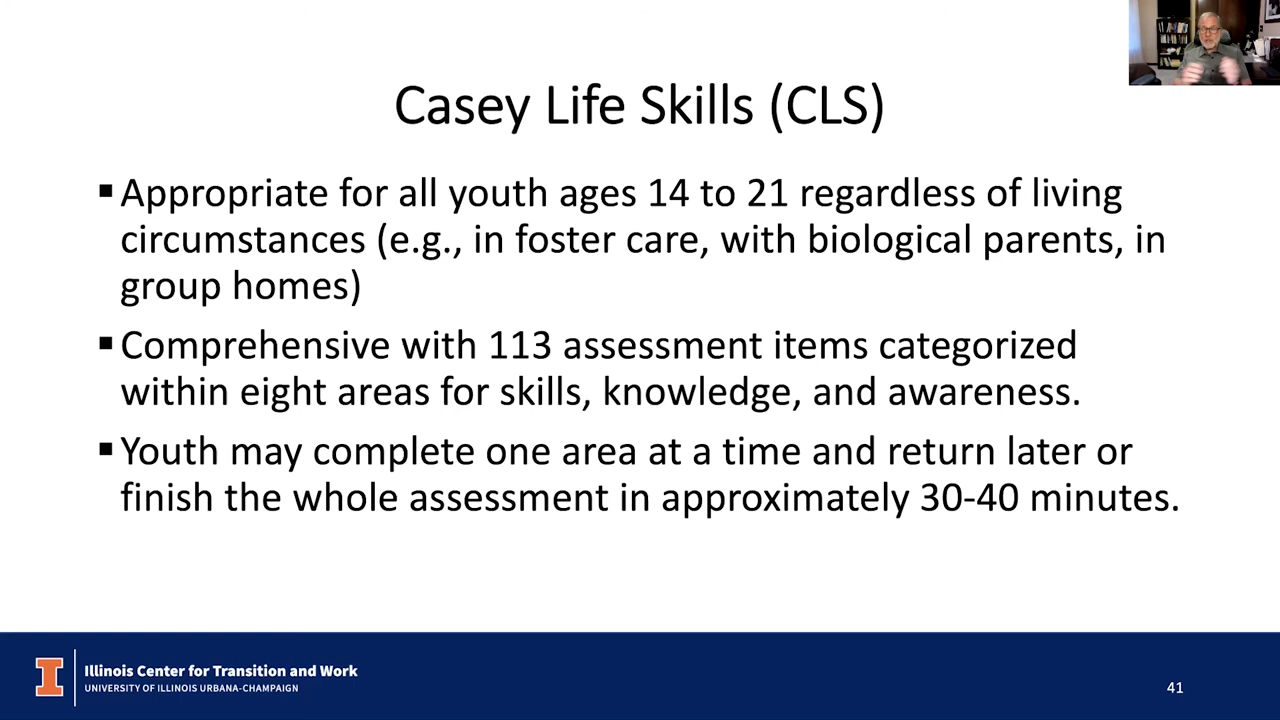 Casey Life Skills (CLS)
▪Appropriate for all youth ages 14 to 21 regardless of living
circumstances (e.g., in foster care, with biological parents, in
group homes)
▪Comprehensive with 113 assessment items categorized
within eight areas for skills, knowledge, and awareness.
▪Youth may complete one area at a time and return later or
finish the whole assessment in approximately 30-40 minutes.
I
Illinois Center for Transition and Work
UNIVERSITY OF ILLINOIS URBANA-CHAMPAIGN
41